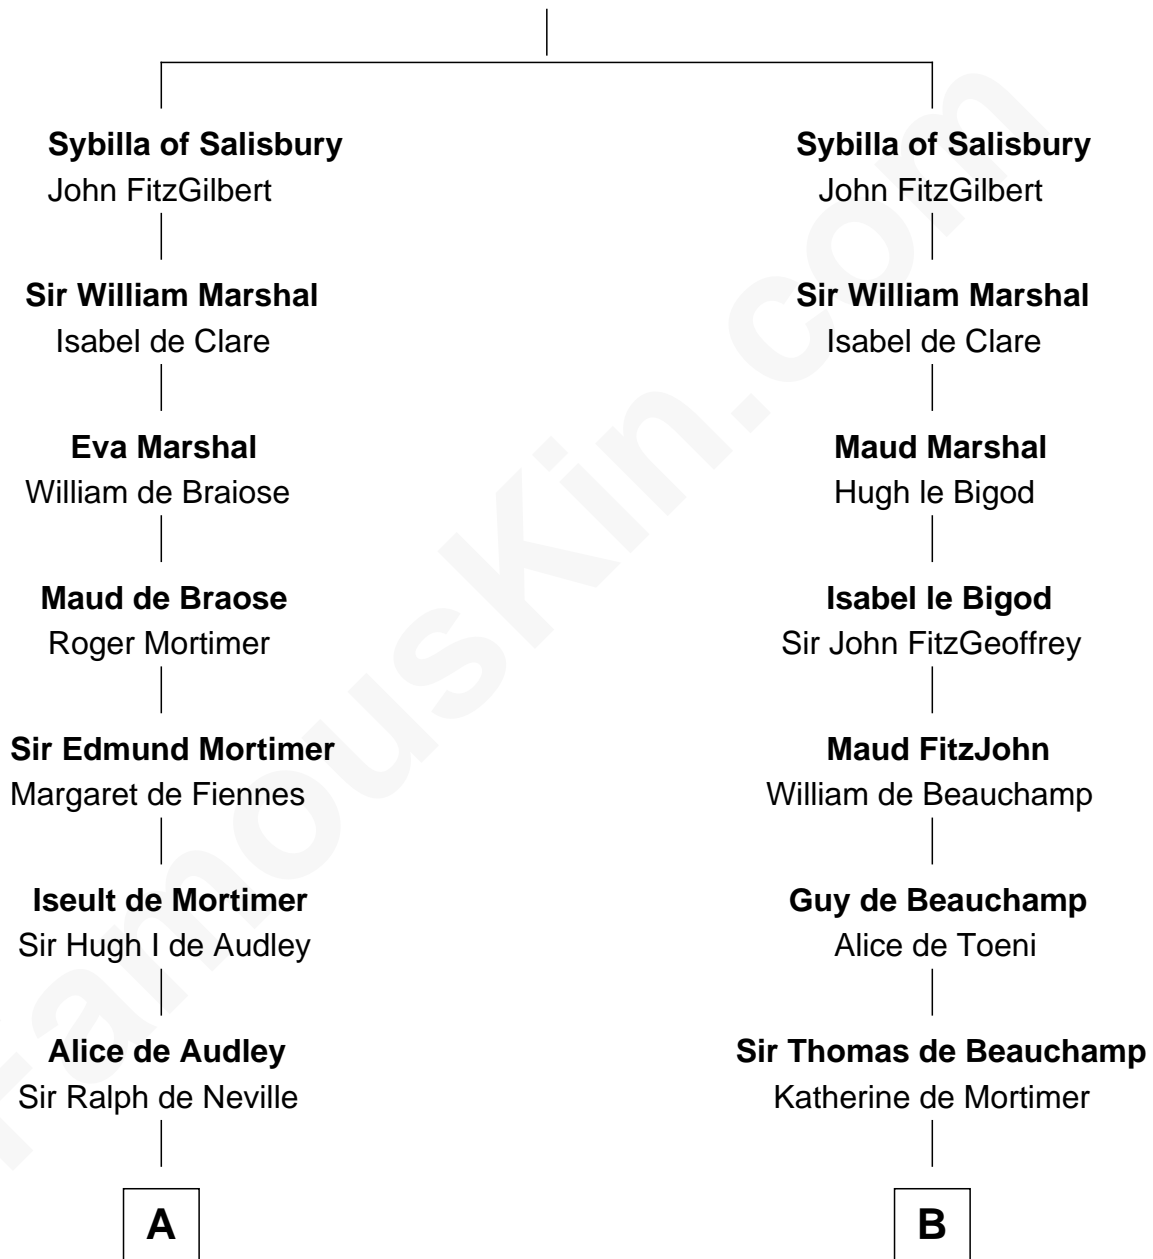 Sybilla of Salisbury
John FitzGilbert
Sir William Marshal
Isabel de Clare
Eva Marshal
William de Braiose
Maud de Braose
Roger Mortimer
Sir Edmund Mortimer
Margaret de Fiennes
Iseult de Mortimer
Sir Hugh I de Audley
Alice de Audley
Sir Ralph de Neville
A
Sybilla of Salisbury
John FitzGilbert
Sir William Marshal
Isabel de Clare
Maud Marshal
Hugh le Bigod
Isabel le Bigod
Sir John FitzGeoffrey
Maud FitzJohn
William de Beauchamp
Guy de Beauchamp
Alice de Toeni
Sir Thomas de Beauchamp
Katherine de Mortimer
B
FamousKin.com